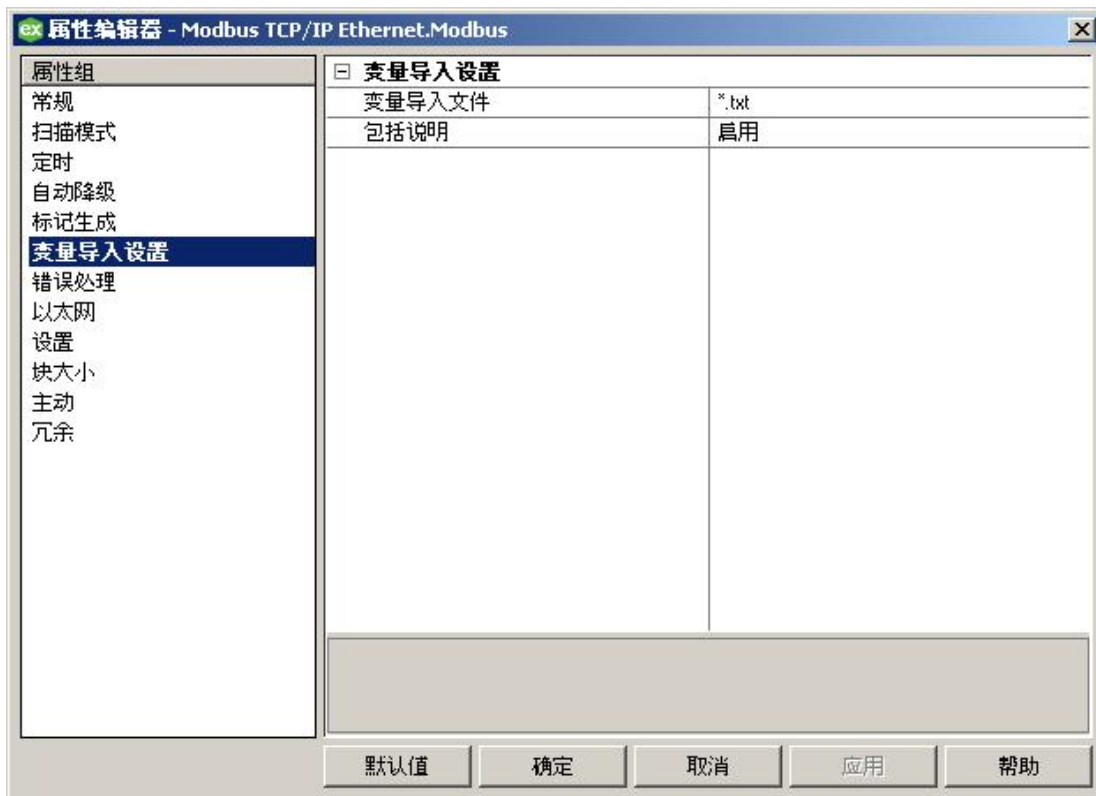 ex 属性编辑器 - Modbus TCP/IP Ethernet.Modbus
属性组
常规
扫描模式
定时
自动降级
标记生成
变量导入设置
错误处理
以太网
设置
块大小
主动
冗余
变量导入设置
变量导入文件 *.txt
包括说明 启用
默认值 确定 取消 应用 帮助